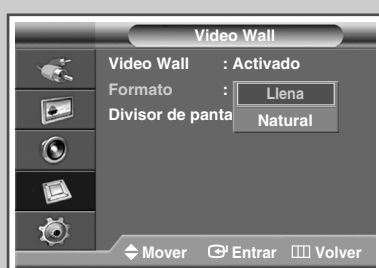 Video Wall
Video Wall : Activado
Formato : Llena
Natural
Divisor de panta
Mover Entrar Volver